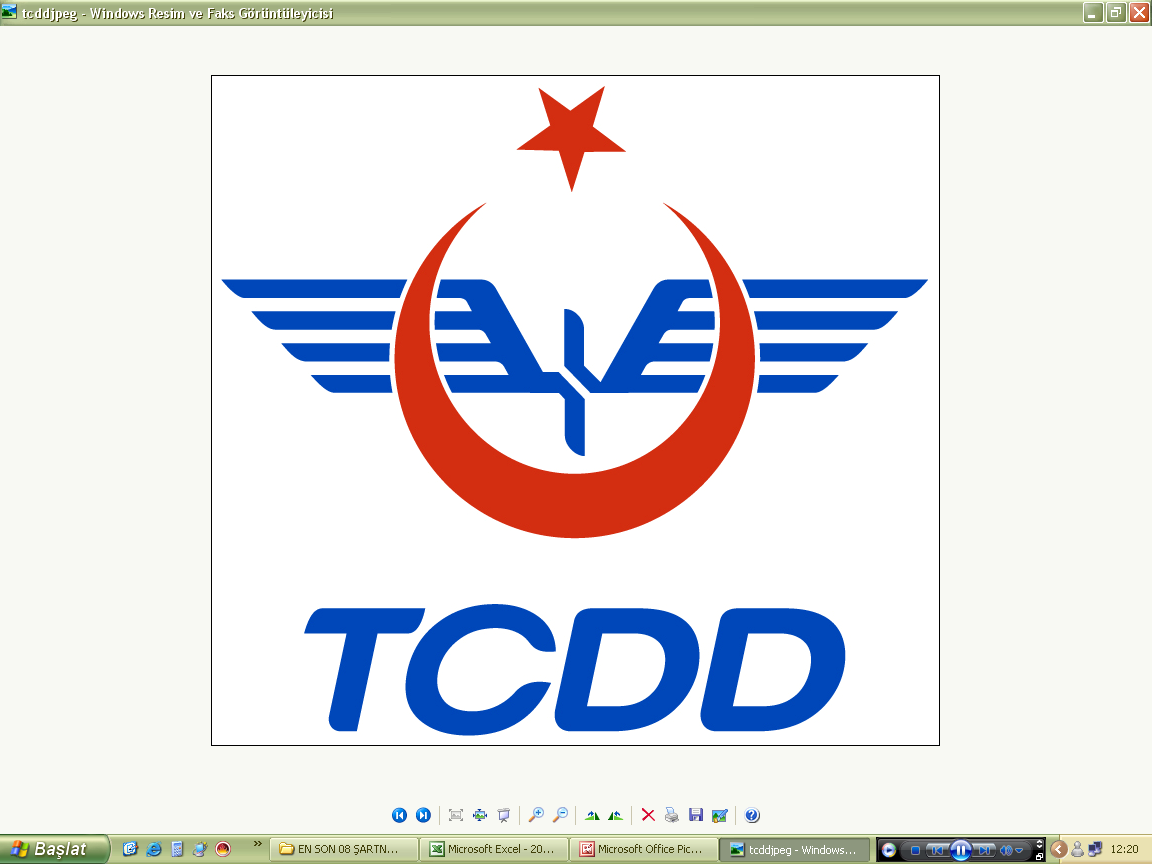 tcddjpeg - Windows Resim ve Faks Görüntüleyicisi
TCDD
Başlat
EN SON 08 ŞARTN...
Microsoft Excel - 20...
Microsoft Office Pic...
tcddjpeg - Windows...
12:20